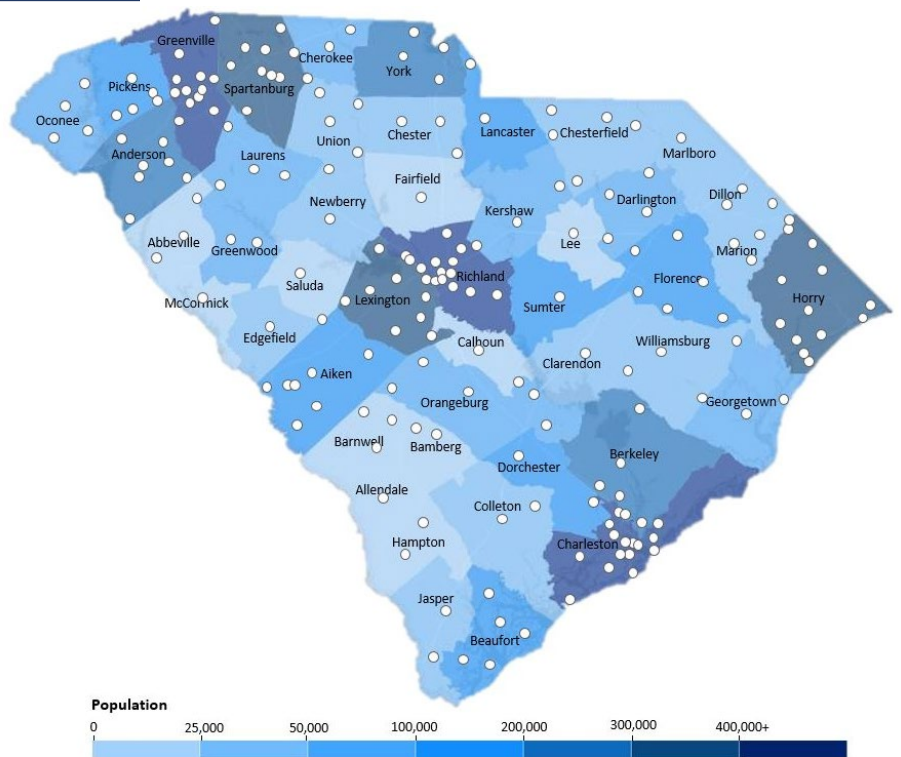 Greenville
Cherokee
York
Pickens
Spartanburg
Oconee
Union
Chester
Lancaster
Chesterfield
Marlboro
Anderson
Laurens
Fairfield
Newberry
Kershaw
Darlington
Dillon
Abbeville
Greenwood
Lee
Marion
Saluda
Richland
Florence
McCormick
Lexington
Sumter
Horry
Edgefield
Calhoun
Williamsburg
Clarendon
Aiken
Orangeburg
Georgetown
Barnwell
Bamberg
Berkeley
Dorchester
Allendale
Colleton
Hampton
Charleston
Jasper
Beaufort
Population
0 25,000 50,000 100,000 200,000 300,000 400,000+